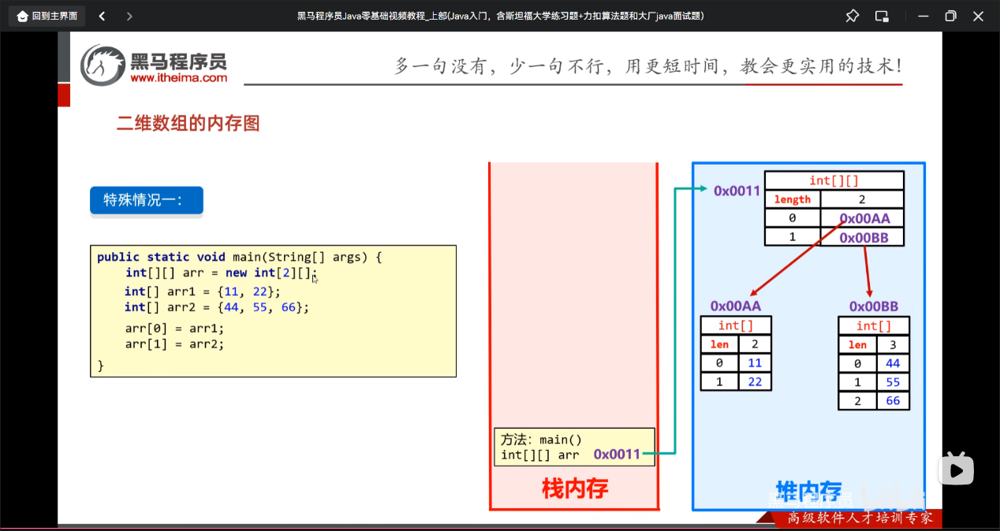 回到主界面
黑马程序员Java零基础视频教程_上部(Java入门，含斯坦福大学练习题+力扣算法题和大厂java面试题)
黑马程序员
www.itheima.com
多一句没有，少一句不行，用更短时间，教会更实用的技术！
二维数组的内存图
特殊情况一：
public static void main(String[] args) {
int[][] arr = new int[2][];
int[] arr1 = {11, 22};
int[] arr2 = {44, 55, 66};
arr[0] = arr1;
arr[1] = arr2;
}
方法：main()
int[][] arr 0x0011
栈内存
0x0011
int[][]
length 2
0 0x00AA
1 0x00BB
0x00AA
int[]
len 2
0 11
1 22
0x00BB
int[]
len 3
0 44
1 55
2 66
堆内存
黑马程序员
bilibili
高级软件人才培训专家